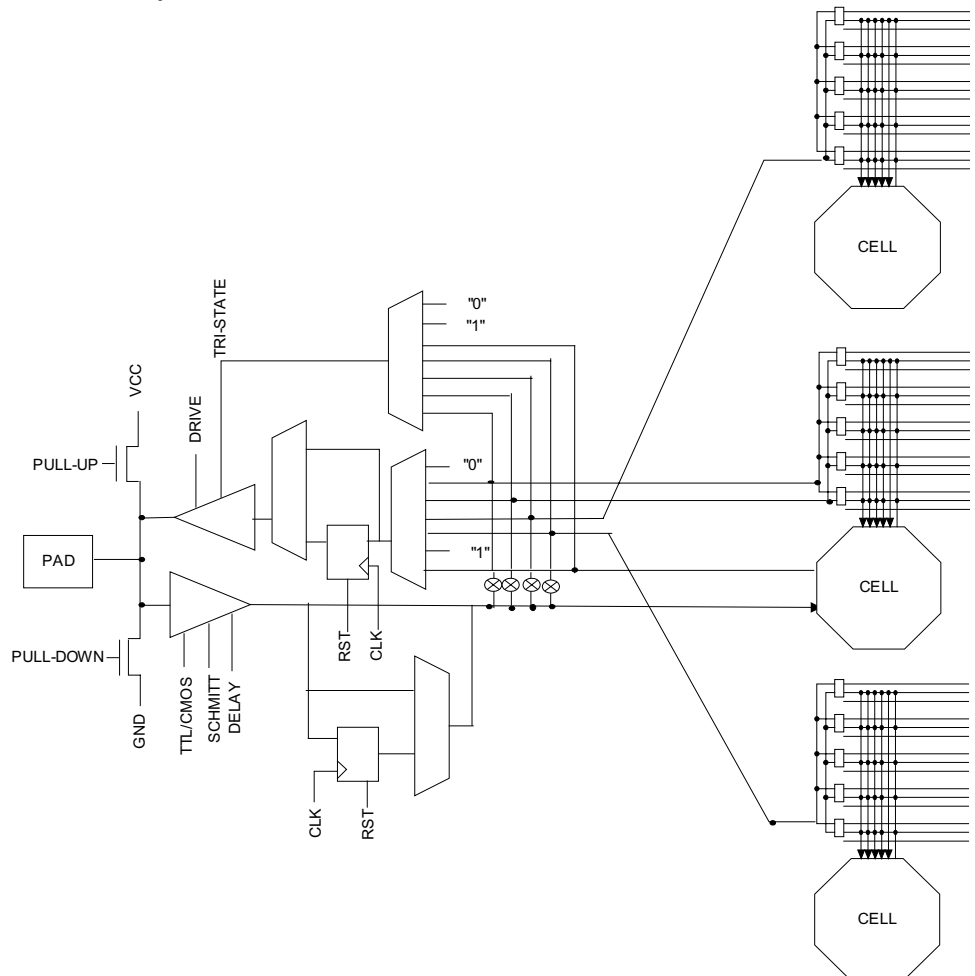 CELL
"0"
"1"
TRI-STATE
VCC
DRIVE
PULL-UP
"0"
PAD
"1"
CELL
RST
CLK
PULL-DOWN
GND
TTL/CMOS
SCHMITT
DELAY
CLK
RST
CELL